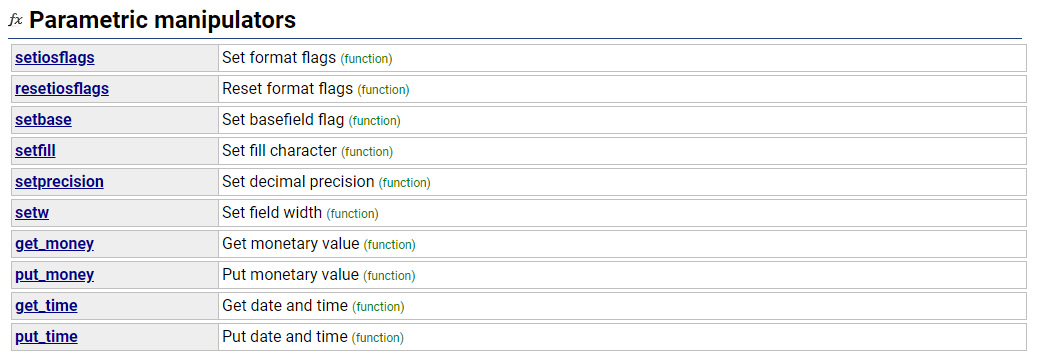 fx Parametric manipulators
setiosflags Set format flags (function)
resetiosflags Reset format flags (function)
setbase Set basefield flag (function)
setfill Set fill character (function)
setprecision Set decimal precision (function)
setw Set field width (function)
get_money Get monetary value (function)
put_money Put monetary value (function)
get_time Get date and time (function)
put_time Put date and time (function)